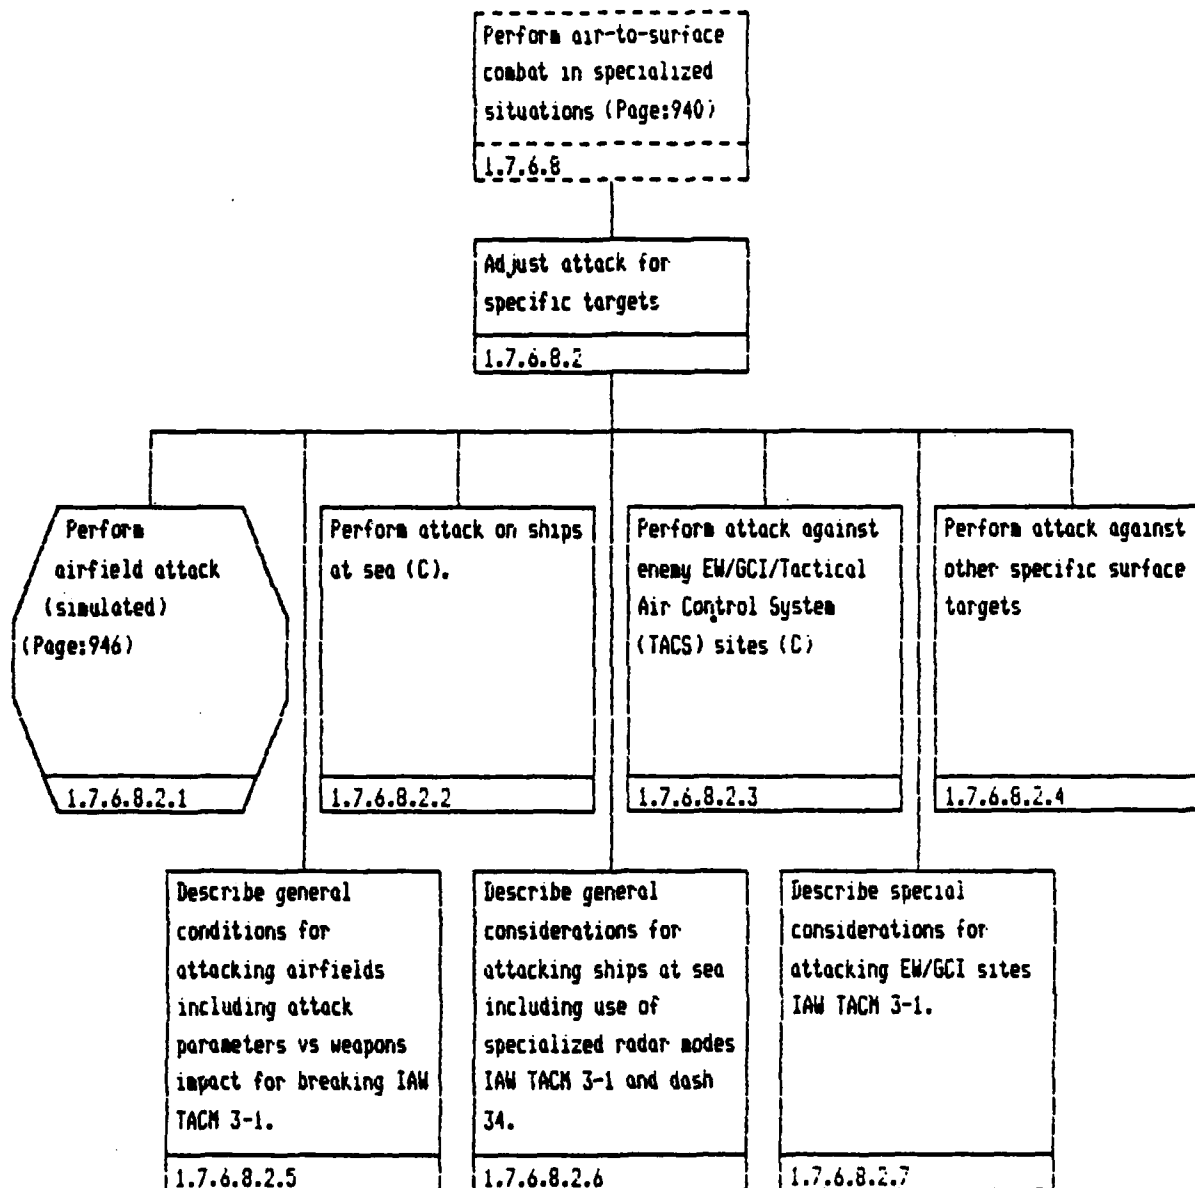 Perform air-to-surface
combat in specialized
situations (Page:940)
1.7.6.8
Adjust attack for
specific targets
1.7.6.8.2
Perform
airfield attack
(simulated)
(Page:946)
1.7.6.8.2.1
Perform attack on ships
at sea (C).
1.7.6.8.2.2
Perform attack against
enemy EW/GCI/Tactical
Air Control System
(TACS) sites (C)
1.7.6.8.2.3
Perform attack against
other specific surface
targets
1.7.6.8.2.4
Describe general
conditions for
attacking airfields
including attack
parameters vs weapons
impact for breaking IAW
TACM 3-1.
1.7.6.8.2.5
Describe general
considerations for
attacking ships at sea
including use of
specialized radar modes
IAW TACM 3-1 and dash
34.
1.7.6.8.2.6
Describe special
considerations for
attacking EW/GCI sites
IAW TACM 3-1.
1.7.6.8.2.7